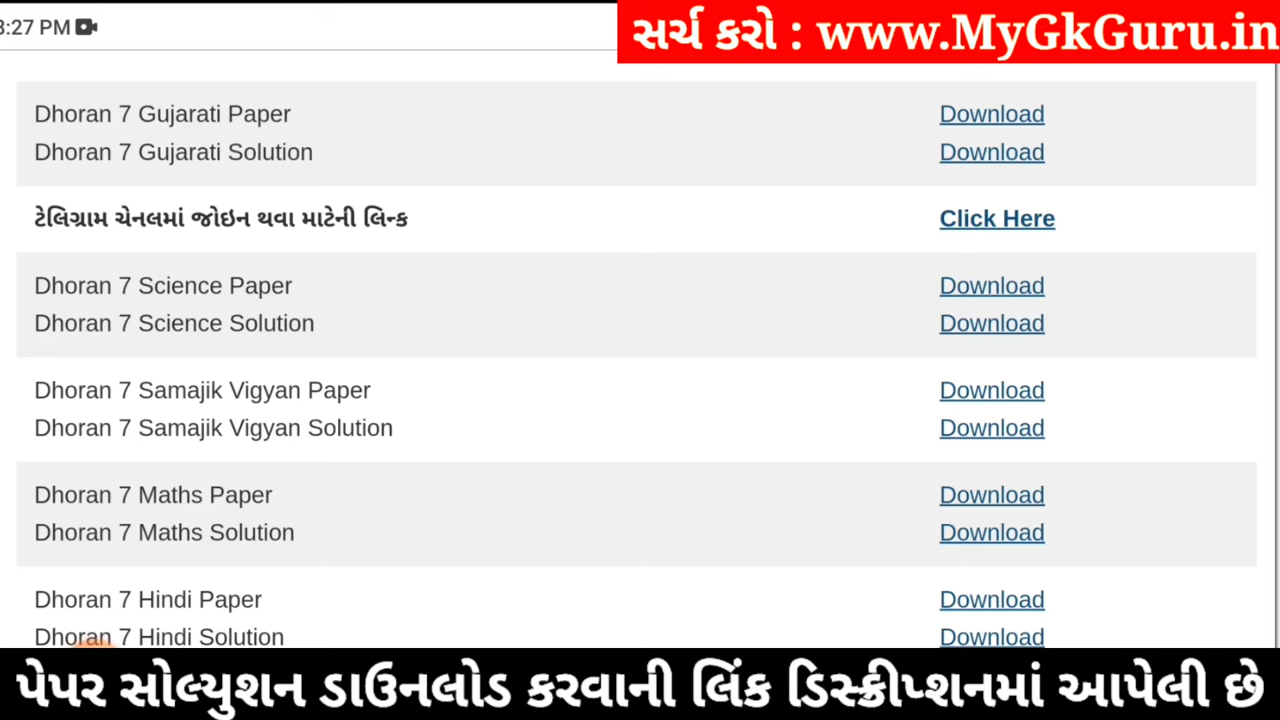 8:27 PM
સર્ચ કરો : www.MyGkGuru.in
Dhoran 7 Gujarati Paper Download
Dhoran 7 Gujarati Solution Download
ટેલિગ્રામ ચેનલમાં જોઇન થવા માટેની લિન્ક Click Here
Dhoran 7 Science Paper Download
Dhoran 7 Science Solution Download
Dhoran 7 Samajik Vigyan Paper Download
Dhoran 7 Samajik Vigyan Solution Download
Dhoran 7 Maths Paper Download
Dhoran 7 Maths Solution Download
Dhoran 7 Hindi Paper Download
Dhoran 7 Hindi Solution Download
પેપર સોલ્યુશન ડાઉનલોડ કરવાની લિંક ડિસ્ક્રીપ્શનમાં આપેલી છે